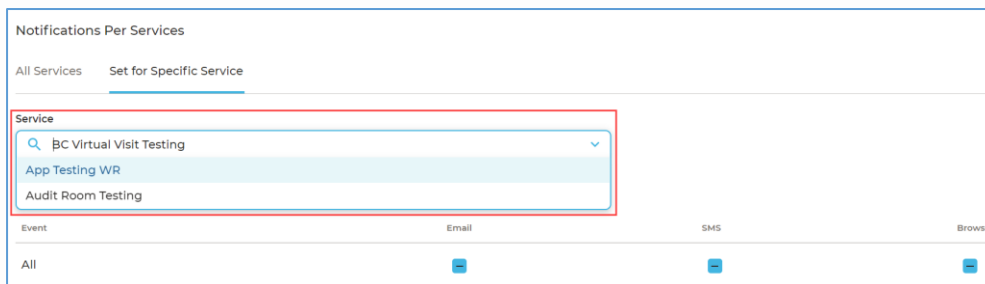 Notifications Per Services
All Services Set for Specific Service
Service
BC Virtual Visit Testing
App Testing WR
Audit Room Testing
Event Email SMS Brows
All